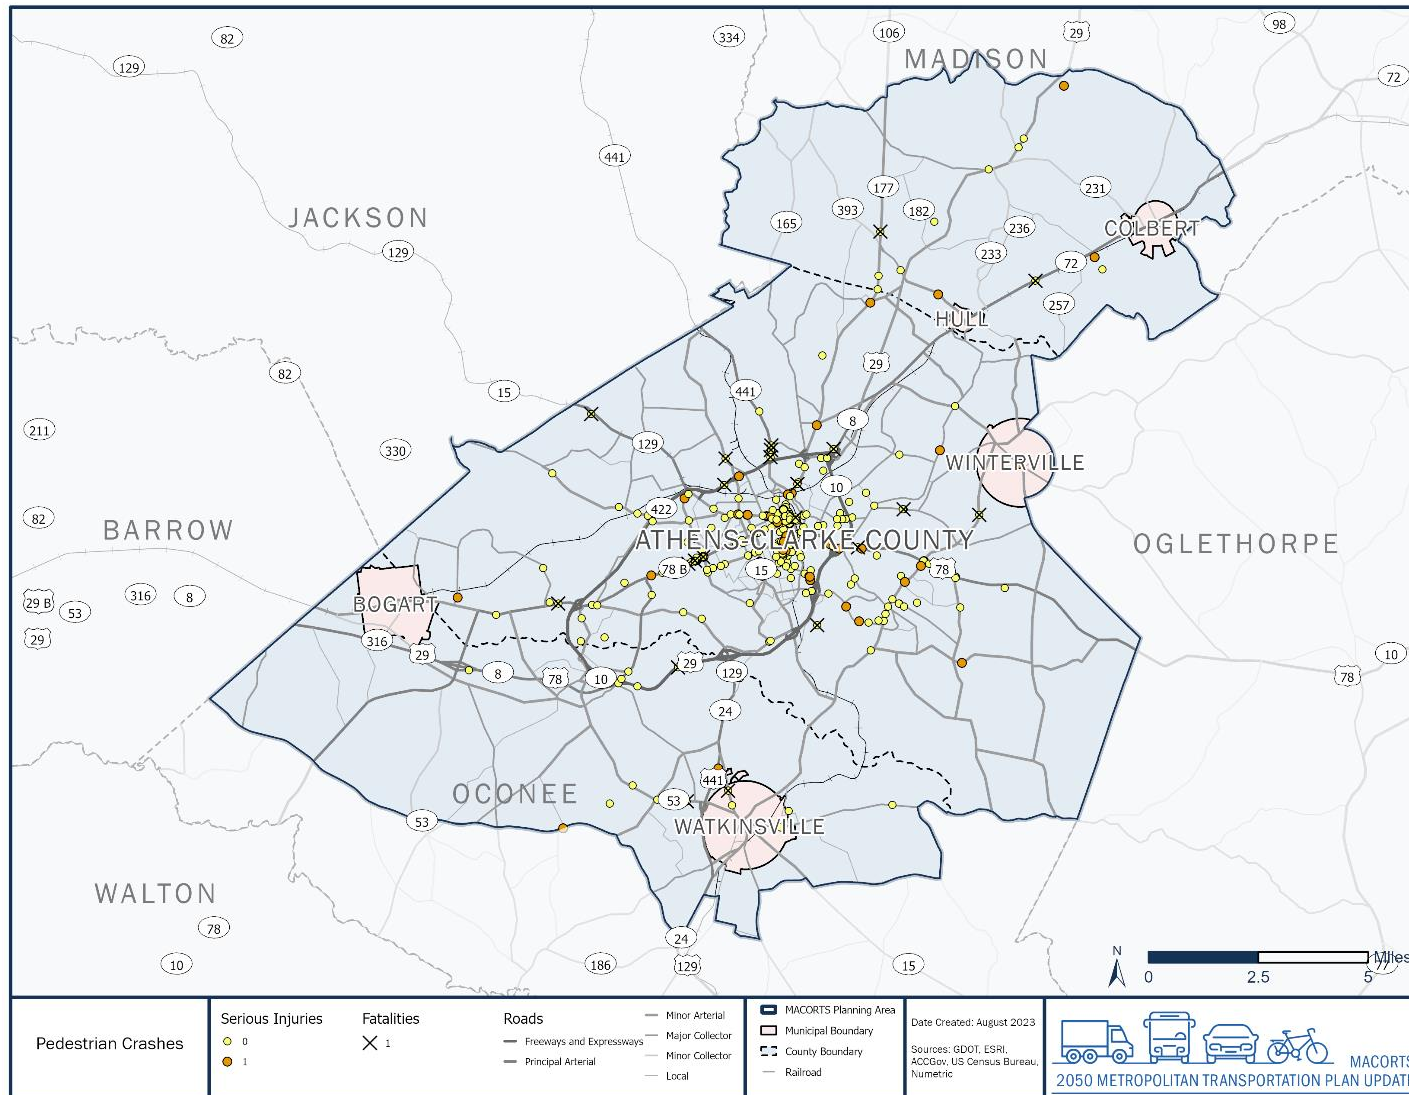 98
82
334
106
29
MADISON
129
72
441
177
231
393
182
165
JACKSON
236
COLBERT
129
233
72
257
HULL
29
82
15
441
8
211
129
330
WINTERVILLE
10
422
82
BARROW
ATHENS-CLARKE COUNTY
OGLETHORPE
78 B
15
78
316
8
29 B
53
BOGART
29
316
29
10
29
8
78
10
129
78
24
441
OCONEE
53
53
WATKINSVILLE
WALTON
78
24
10
186
129
15
N
Miles
77
0
2.5
5
Pedestrian Crashes
Serious Injuries
0
1
Fatalities
1
Roads
Freeways and Expressways
Principal Arterial
Minor Arterial
Major Collector
Minor Collector
Local
MACORTS Planning Area
Municipal Boundary
County Boundary
Railroad
Date Created: August 2023
Sources: GDOT, ESRI,
ACCGov, US Census Bureau,
Numetric
MACORTS
2050 METROPOLITAN TRANSPORTATION PLAN UPDATE